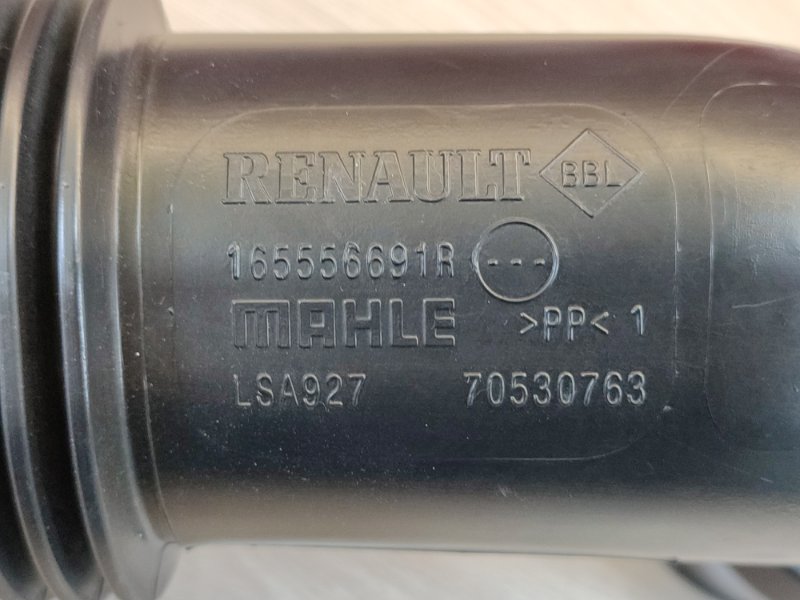 RENAULT BBL
165556691R ---
MAHLE >PP< 1
LSA927 70530763